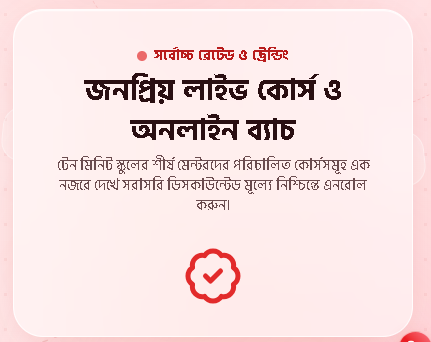 সর্বোচ্চ রেটেড ও ট্রেন্ডিং
জনপ্রিয় লাইভ কোর্স ও
অনলাইন ব্যাচ
টেন মিনিট স্কুলের শীর্ষ মেন্টরদের পরিচালিত কোর্সসমূহ এক
নজরে দেখে সরাসরি ডিসকাউন্টেড মূল্যে নিশ্চিন্তে এনরোল
করুন।